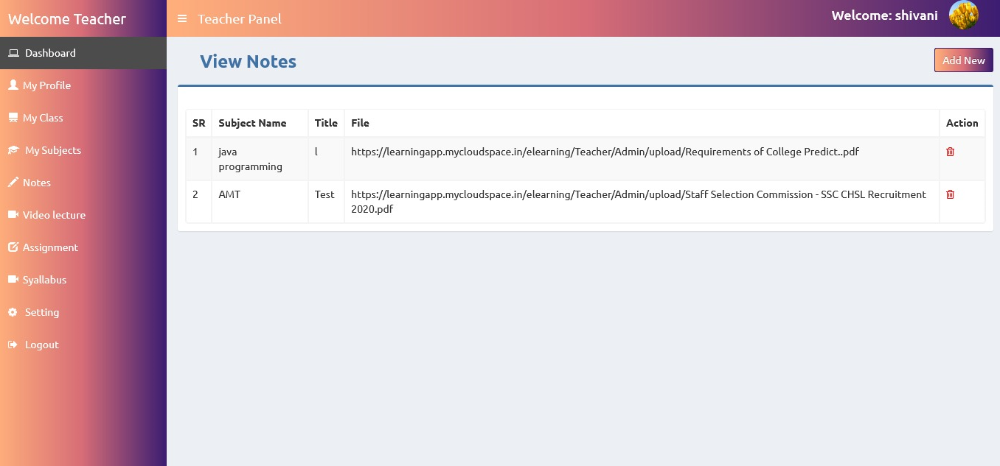 Welcome Teacher
Teacher Panel
Welcome: shivani
Dashboard
My Profile
My Class
My Subjects
Notes
Video lecture
Assignment
Syallabus
Setting
Logout
View Notes
Add New
SR Subject Name Title File Action
1 java l https://learningapp.mycloudspace.in/elearning/Teacher/Admin/upload/Requirements of College Predict..pdf
programming
2 AMT Test https://learningapp.mycloudspace.in/elearning/Teacher/Admin/upload/Staff Selection Commission - SSC CHSL Recruitment
2020.pdf